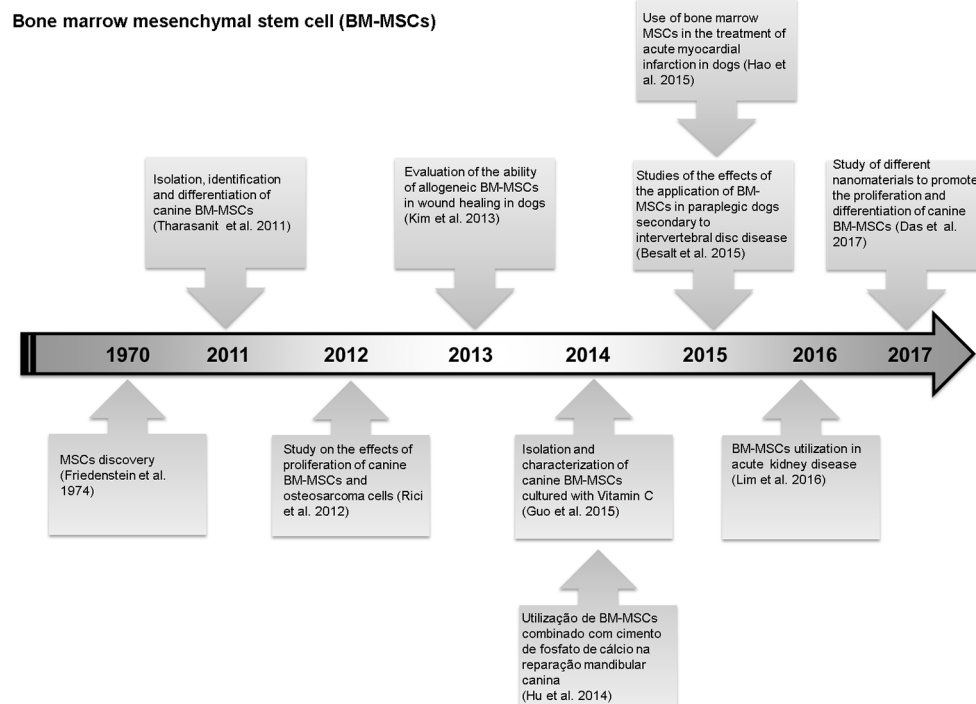 Bone marrow mesenchymal stem cell (BM-MSCs)
Use of bone marrow
MSCs in the treatment of
acute myocardial
infarction in dogs (Hao et
al. 2015)
Isolation, identification
and differentiation of
canine BM-MSCs
(Tharasanit et al. 2011)
Evaluation of the ability
of allogeneic BM-MSCs
in wound healing in dogs
(Kim et al. 2013)
Studies of the effects of
the application of BM-
MSCs in paraplegic dogs
secondary to
intervertebral disc disease
(Besalt et al. 2015)
Study of different
nanomaterials to promote
the proliferation and
differentiation of canine
BM-MSCs (Das et al.
2017)
1970 2011 2012 2013 2014 2015 2016 2017
MSCs discovery
(Friedenstein et al.
1974)
Study on the effects of
proliferation of canine
BM-MSCs and
osteosarcoma cells (Rici
et al. 2012)
Isolation and
characterization of
canine BM-MSCs
cultured with Vitamin C
(Guo et al. 2015)
BM-MSCs utilization in
acute kidney disease
(Lim et al. 2016)
Utilização de BM-MSCs
combinado com cimento
de fosfato de cálcio na
reparação mandibular
canina
(Hu et al. 2014)